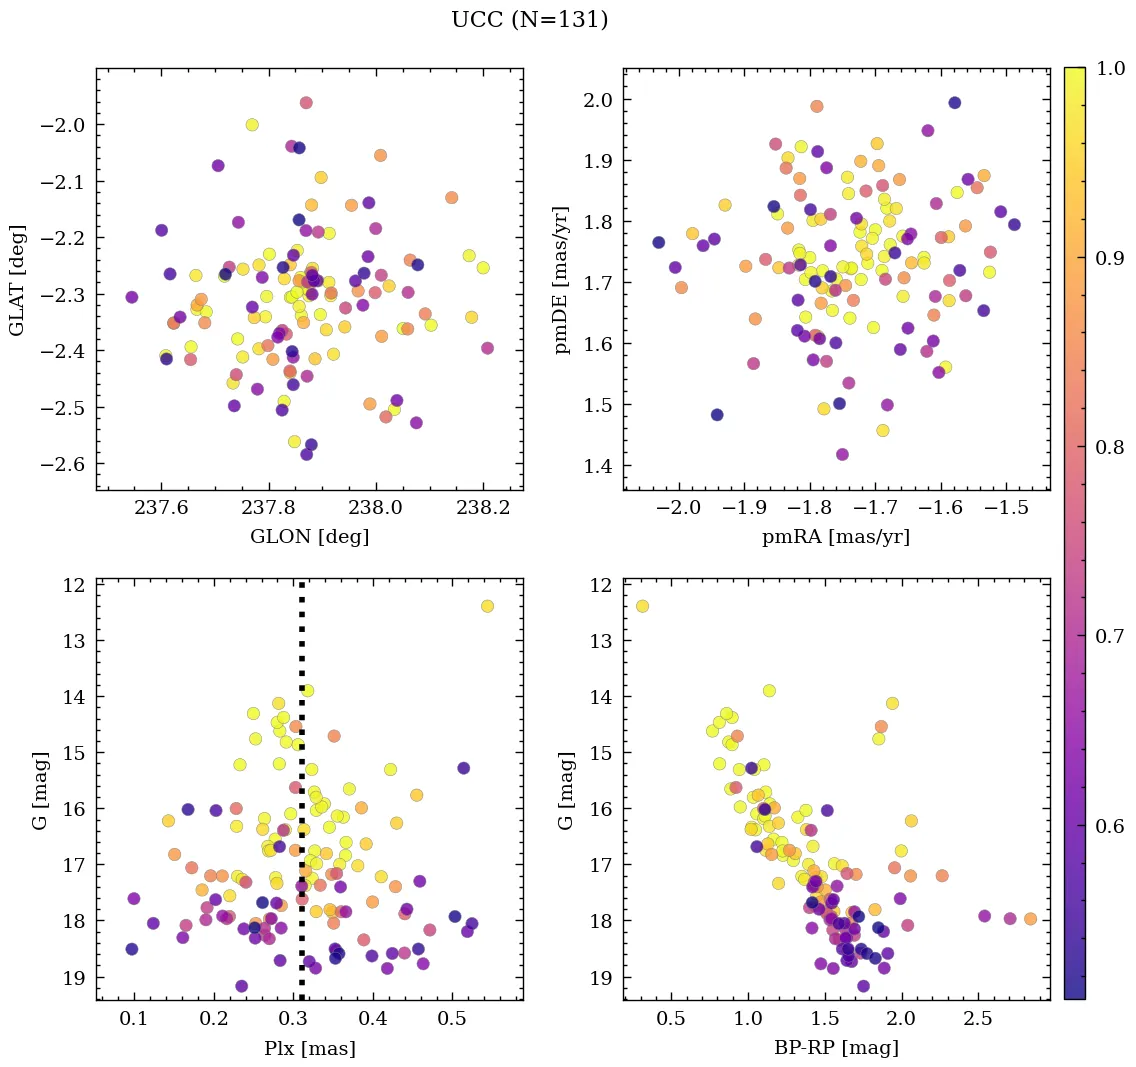 UCC (N=131)
−2.0
−2.1
−2.2
−2.3
−2.4
−2.5
−2.6
GLAT [deg]
237.6 237.8 238.0 238.2
GLON [deg]
2.0
1.9
1.8
1.7
1.6
1.5
1.4
pmDE [mas/yr]
−2.0 −1.9 −1.8 −1.7 −1.6 −1.5
pmRA [mas/yr]
1.0
0.9
0.8
0.7
0.6
12
13
14
15
16
17
18
19
G [mag]
0.1 0.2 0.3 0.4 0.5
Plx [mas]
12
13
14
15
16
17
18
19
G [mag]
0.5 1.0 1.5 2.0 2.5
BP-RP [mag]